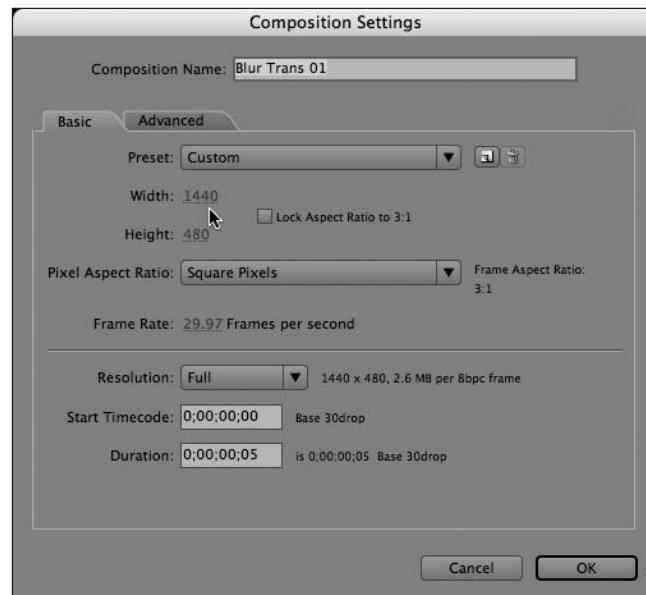 Composition Settings
Composition Name: Blur Trans 01
Basic Advanced
Preset: Custom
Width: 1440
Lock Aspect Ratio to 3:1
Height: 480
Pixel Aspect Ratio: Square Pixels Frame Aspect Ratio:
3:1
Frame Rate: 29.97 Frames per second
Resolution: Full 1440 x 480, 2.6 MB per 8bpc frame
Start Timecode: 0;00;00;00 Base 30drop
Duration: 0;00;00;05 is 0;00;00;05 Base 30drop
Cancel OK